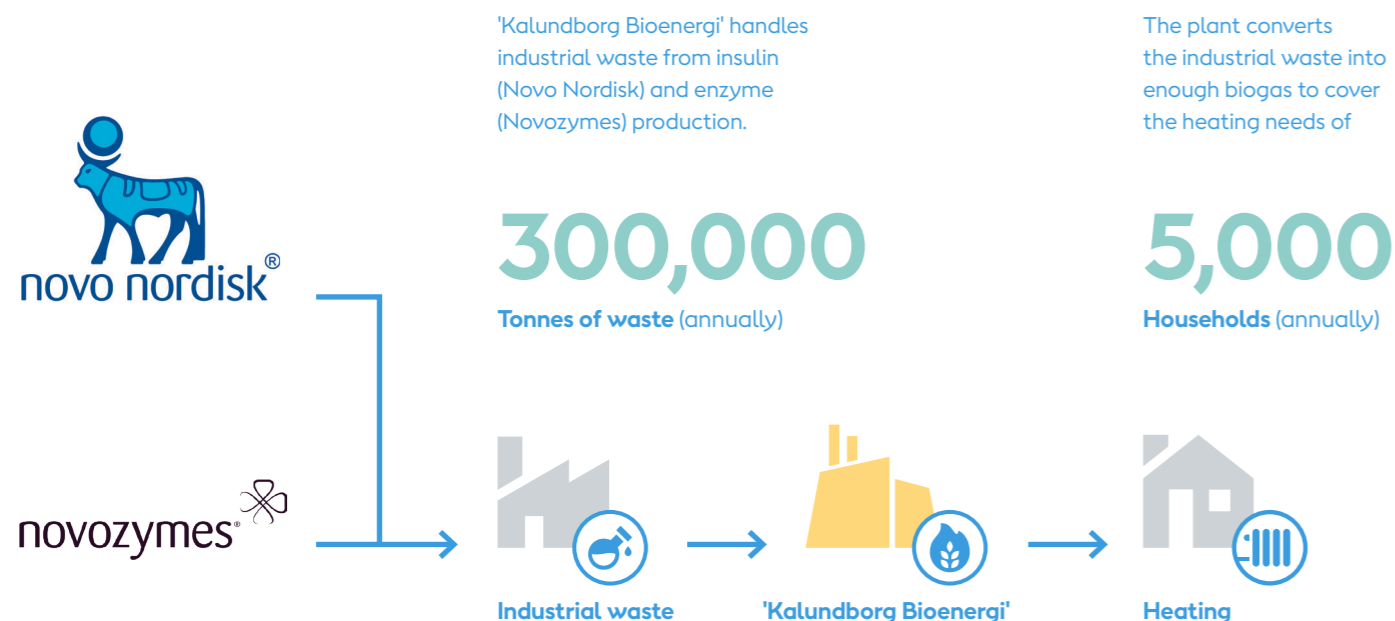 'Kalundborg Bioenergi' handles
industrial waste from insulin
(Novo Nordisk) and enzyme
(Novozymes) production.
The plant converts
the industrial waste into
enough biogas to cover
the heating needs of
novo nordisk®
300,000
Tonnes of waste (annually)
5,000
Households (annually)
novozymes®
Industrial waste
'Kalundborg Bioenergi'
Heating